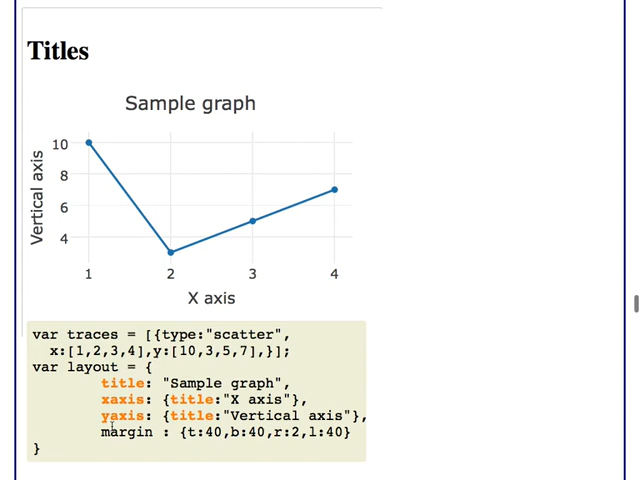 Titles
Sample graph
Vertical axis
10
8
6
4
1 2 3 4
X axis
var traces = [{type:"scatter",
x:[1,2,3,4],y:[10,3,5,7],}];
var layout = {
title: "Sample graph",
xaxis: {title:"X axis"},
yaxis: {title:"Vertical axis"},
margin : {t:40,b:40,r:2,l:40}
}